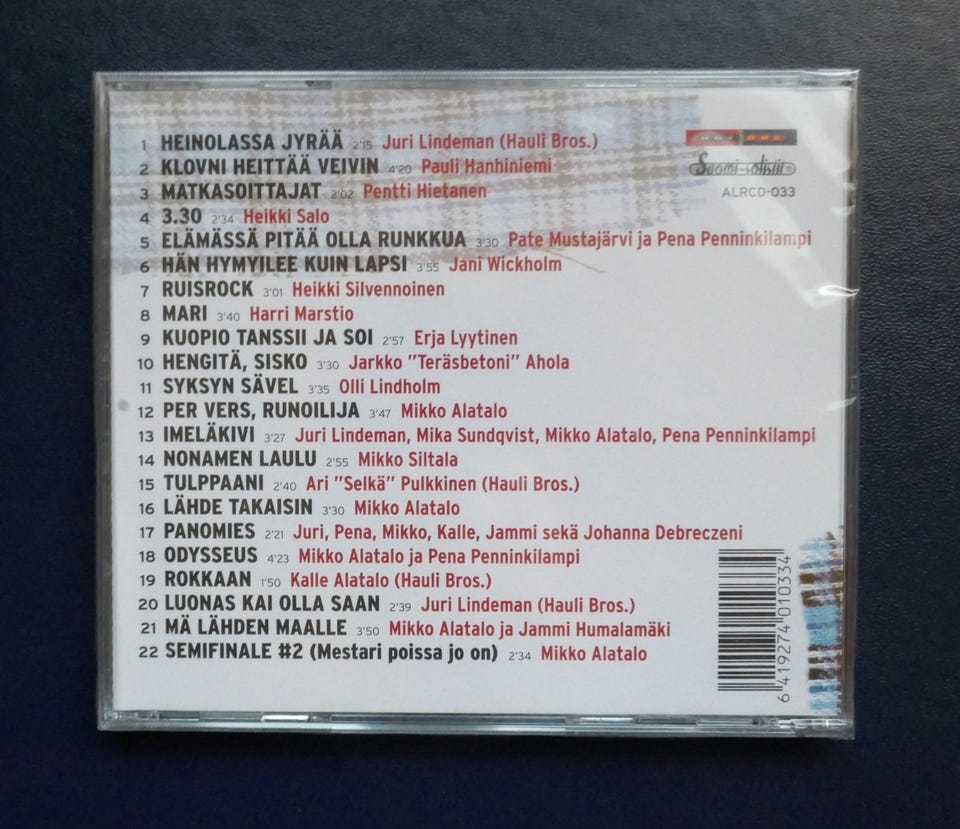 1 HEINOLASSA JYRÄÄ 2'15 Juri Lindeman (Hauli Bros.)
2 KLOVNI HEITTÄÄ VEIVIN 4'20 Pauli Hanhiniemi
3 MATKASOITTAJAT 2'02 Pentti Hietanen
4 3.30 2'34 Heikki Salo
5 ELÄMÄSSÄ PITÄÄ OLLA RUNKKUA 3'30 Pate Mustajärvi ja Pena Penninkilampi
6 HÄN HYMYILEE KUIN LAPSI 3'55 Jani Wickholm
7 RUISROCK 3'01 Heikki Silvennoinen
8 MARI 3'40 Harri Marstio
9 KUOPIO TANSSII JA SOI 2'57 Erja Lyytinen
10 HENGITÄ, SISKO 3'30 Jarkko "Teräsbetoni" Ahola
11 SYKSYN SÄVEL 3'35 Olli Lindholm
12 PER VERS, RUNOILIJA 3'47 Mikko Alatalo
13 IMELÄKIVI 3'27 Juri Lindeman, Mika Sundqvist, Mikko Alatalo, Pena Penninkilampi
14 NONAMEN LAULU 2'55 Mikko Siltala
15 TULPPAANI 2'40 Ari "Selkä" Pulkkinen (Hauli Bros.)
16 LÄHDE TAKAISIN 3'30 Mikko Alatalo
17 PANOMIES 2'21 Juri, Pena, Mikko, Kalle, Jammi sekä Johanna Debreczeni
18 ODYSSEUS 4'23 Mikko Alatalo ja Pena Penninkilampi
19 ROKKAAN 1'50 Kalle Alatalo (Hauli Bros.)
20 LUONAS KAI OLLA SAAN 2'39 Juri Lindeman (Hauli Bros.)
21 MÄ LÄHDEN MAALLE 3'50 Mikko Alatalo ja Jammi Humalamäki
22 SEMIFINALE #2 (Mestari poissa jo on) 2'34 Mikko Alatalo
HOT ONE
Suomi-solistit
ALRCD-033
6 419274 010334